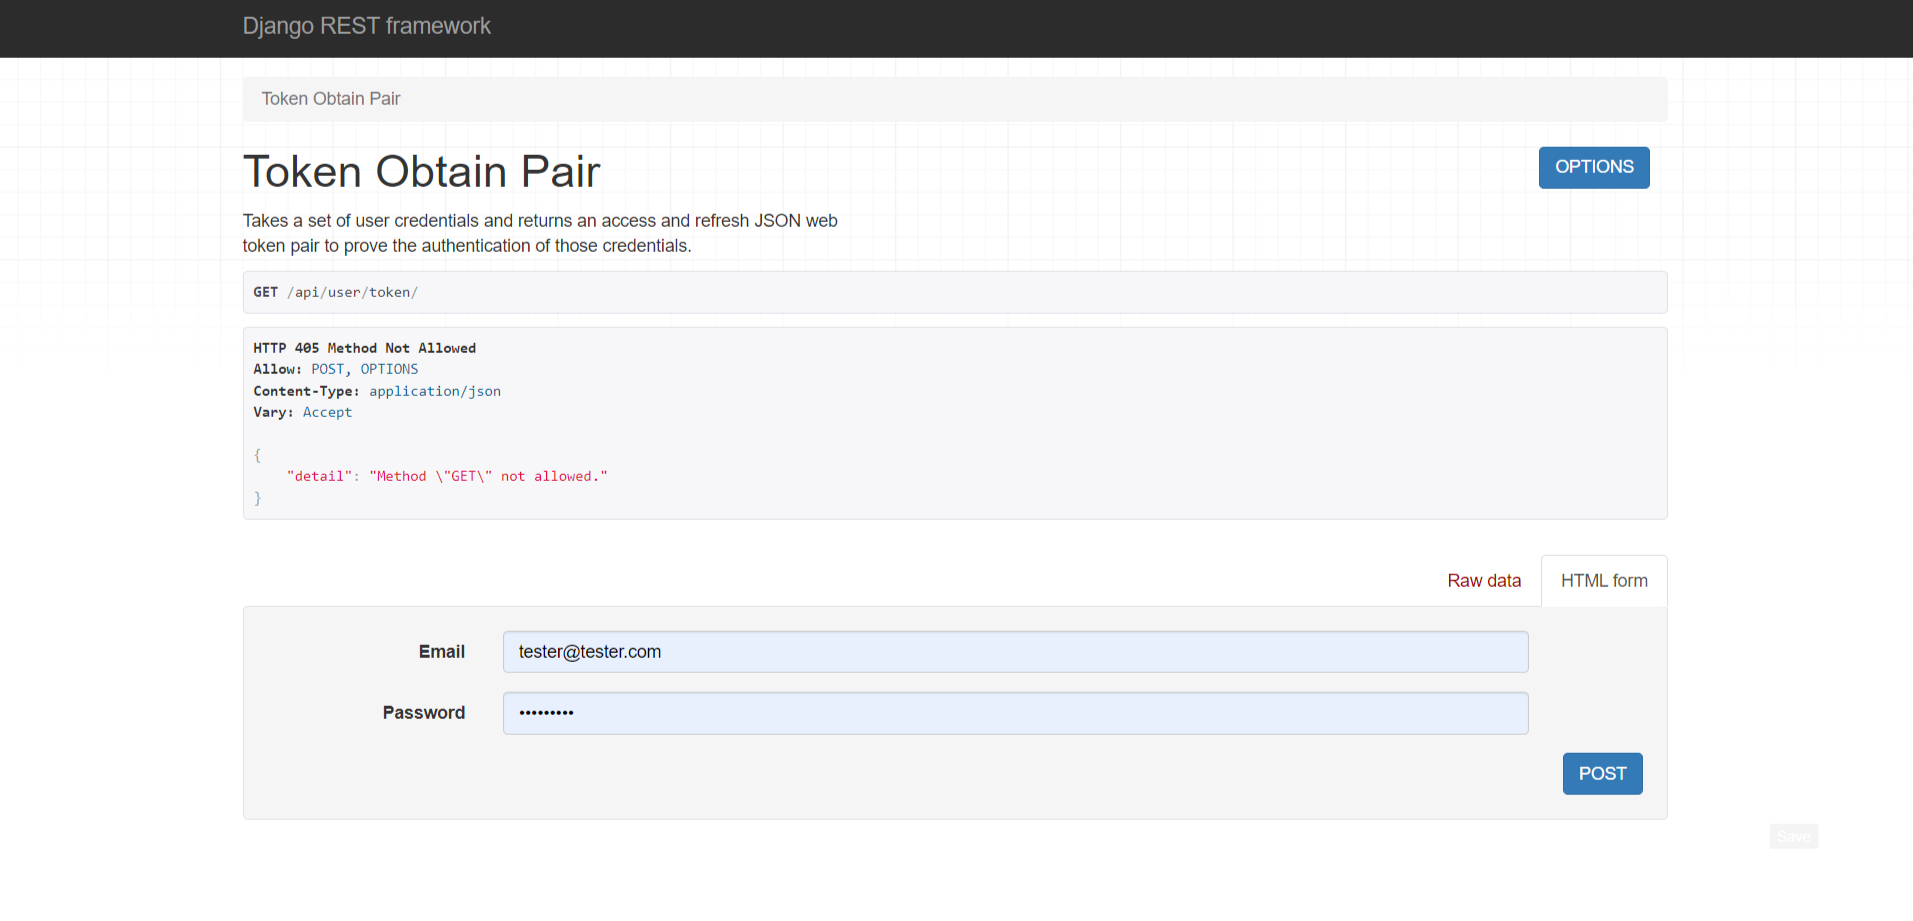 Django REST framework
Token Obtain Pair
Token Obtain Pair
OPTIONS
Takes a set of user credentials and returns an access and refresh JSON web
token pair to prove the authentication of those credentials.
GET /api/user/token/
HTTP 405 Method Not Allowed
Allow: POST, OPTIONS
Content-Type: application/json
Vary: Accept
{
    "detail": "Method \"GET\" not allowed."
}
Raw data
HTML form
Email
tester@tester.com
Password
•••••••••
POST
Save